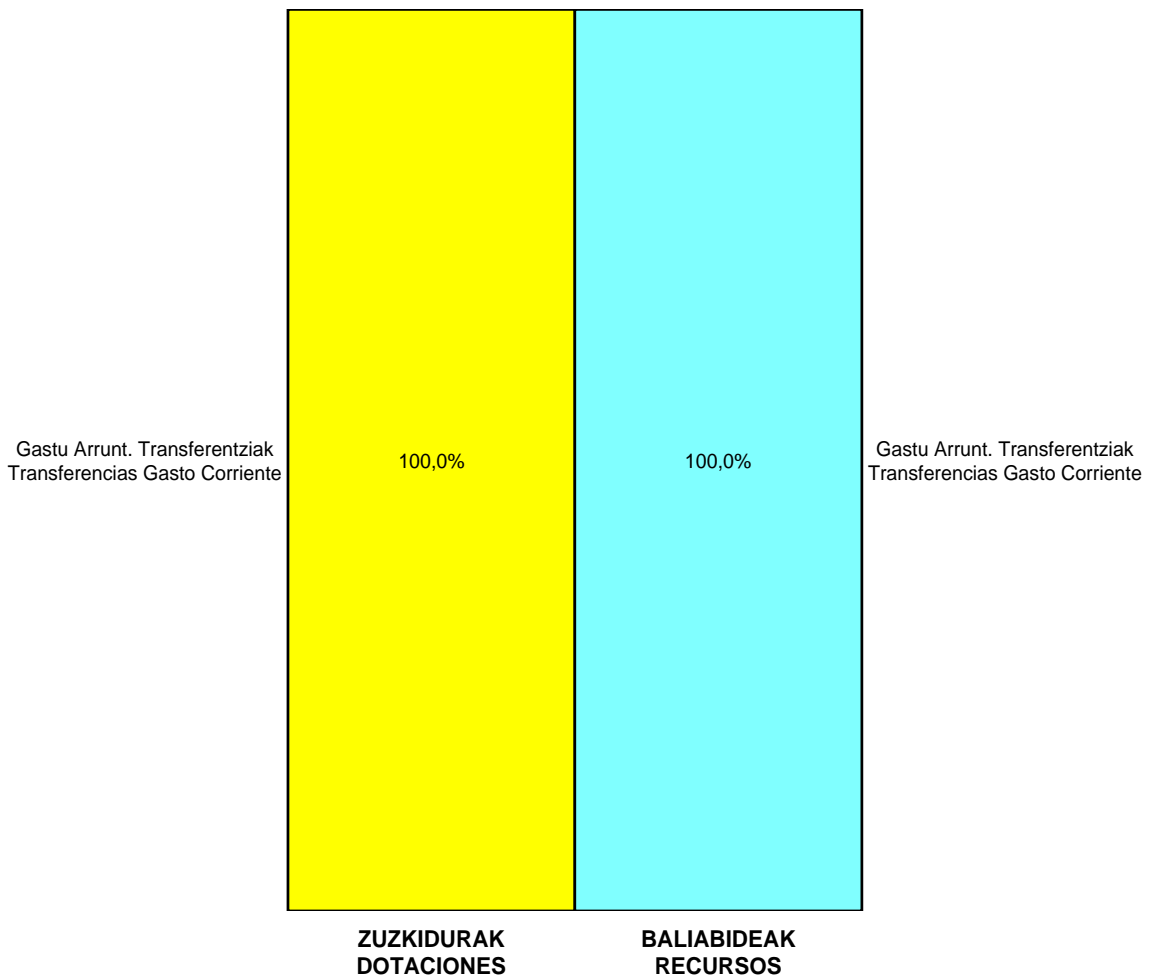 Gastu Arrunt. Transferentziak
Transferencias Gasto Corriente
100,0%
100,0%
Gastu Arrunt. Transferentziak
Transferencias Gasto Corriente
ZUZKIDURAK
DOTACIONES
BALIABIDEAK
RECURSOS